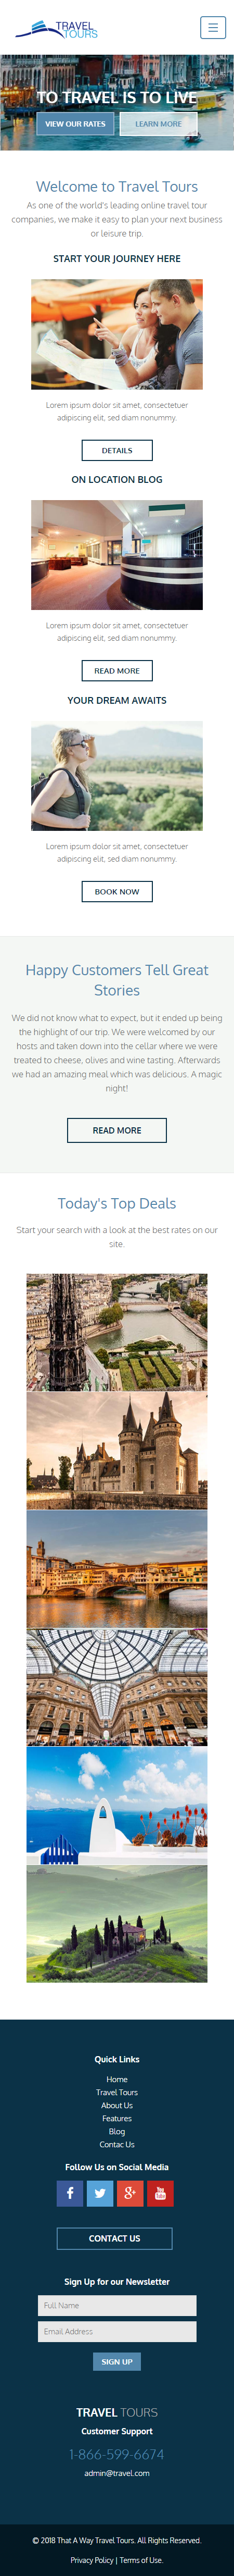 TRAVEL
TOURS
TO TRAVEL IS TO LIVE
VIEW OUR RATES
LEARN MORE
Welcome to Travel Tours
As one of the world's leading online travel tour
companies, we make it easy to plan your next business
or leisure trip.
START YOUR JOURNEY HERE
Lorem ipsum dolor sit amet, consectetuer
adipiscing elit, sed diam nonummy.
DETAILS
ON LOCATION BLOG
Lorem ipsum dolor sit amet, consectetuer
adipiscing elit, sed diam nonummy.
READ MORE
YOUR DREAM AWAITS
Lorem ipsum dolor sit amet, consectetuer
adipiscing elit, sed diam nonummy.
BOOK NOW
Happy Customers Tell Great
Stories
We did not know what to expect, but it ended up being
the highlight of our trip. We were welcomed by our
hosts and taken down into the cellar where we were
treated to cheese, olives and wine tasting. Afterwards
we had an amazing meal which was delicious. A magic
night!
READ MORE
Today's Top Deals
Start your search with a look at the best rates on our
site.
Quick Links
Home
Travel Tours
About Us
Features
Blog
Contac Us
Follow Us on Social Media
CONTACT US
Sign Up for our Newsletter
Full Name
Email Address
SIGN UP
TRAVEL TOURS
Customer Support
1-866-599-6674
admin@travel.com
© 2018 That A Way Travel Tours. All Rights Reserved.
Privacy Policy | Terms of Use.